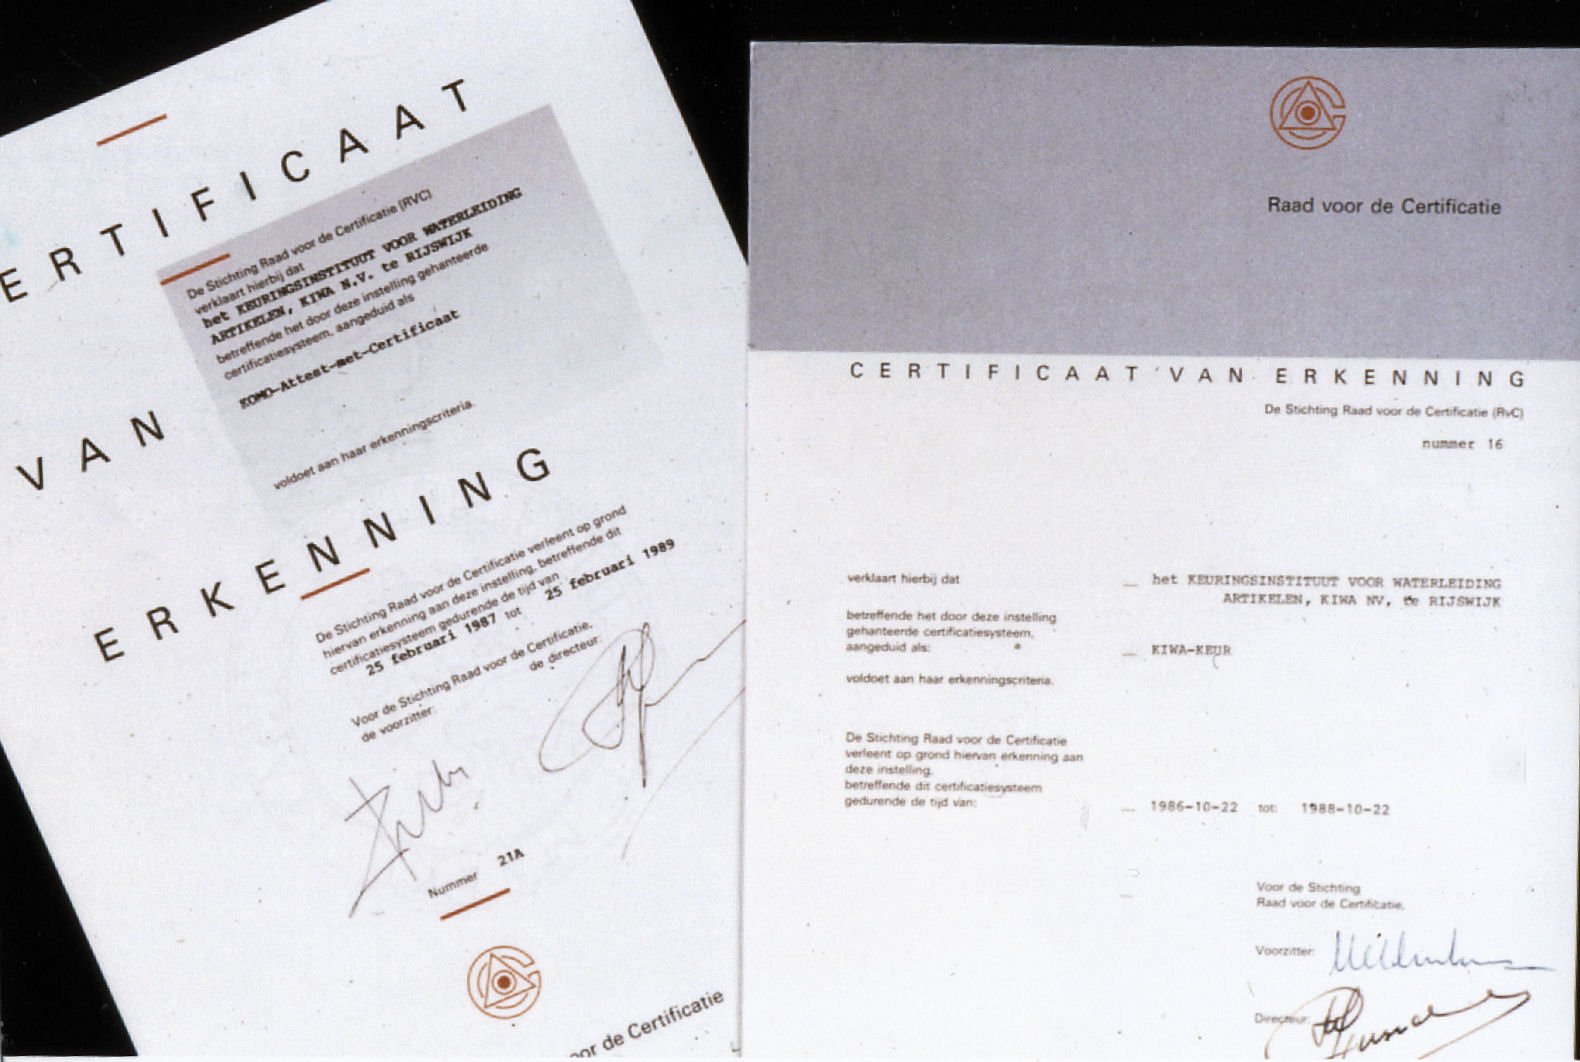 ERTIFICAAT
De Stichting Raad voor de Certificatie (RVC)
verklaart hierbij dat
het KEURINGSINSTITUUT VOOR WATERLEIDING
ARTIKELEN, KIWA N.V. te RIJSWIJK
betreffende het door deze instelling gehanteerde
certificatiesysteem, aangeduid als
KOMO-Attest-met-Certificaat
voldoet aan haar erkenningscriteria.
VAN
ERKENNING
De Stichting Raad voor de Certificatie verleent op grond
hiervan erkenning aan deze instelling, betreffende dit
certificatiesysteem gedurende de tijd van
25 februari 1987 tot 25 februari 1989
Voor de Stichting Raad voor de Certificatie,
de voorzitter: de directeur:
Nummer 21A
oor de Certificatie
Raad voor de Certificatie
CERTIFICAAT VAN ERKENNING
De Stichting Raad voor de Certificatie (RvC)
nummer 16
verklaart hierbij dat het KEURINGSINSTITUUT VOOR WATERLEIDING
ARTIKELEN, KIWA NV, te RIJSWIJK
betreffende het door deze instelling
gehanteerde certificatiesysteem,
aangeduid als: KIWA-KEUR
voldoet aan haar erkenningscriteria.
De Stichting Raad voor de Certificatie
verleent op grond hiervan erkenning aan
deze instelling,
betreffende dit certificatiesysteem
gedurende de tijd van: 1986-10-22 tot: 1988-10-22
Voor de Stichting
Raad voor de Certificatie,
Voorzitter:
Directeur: